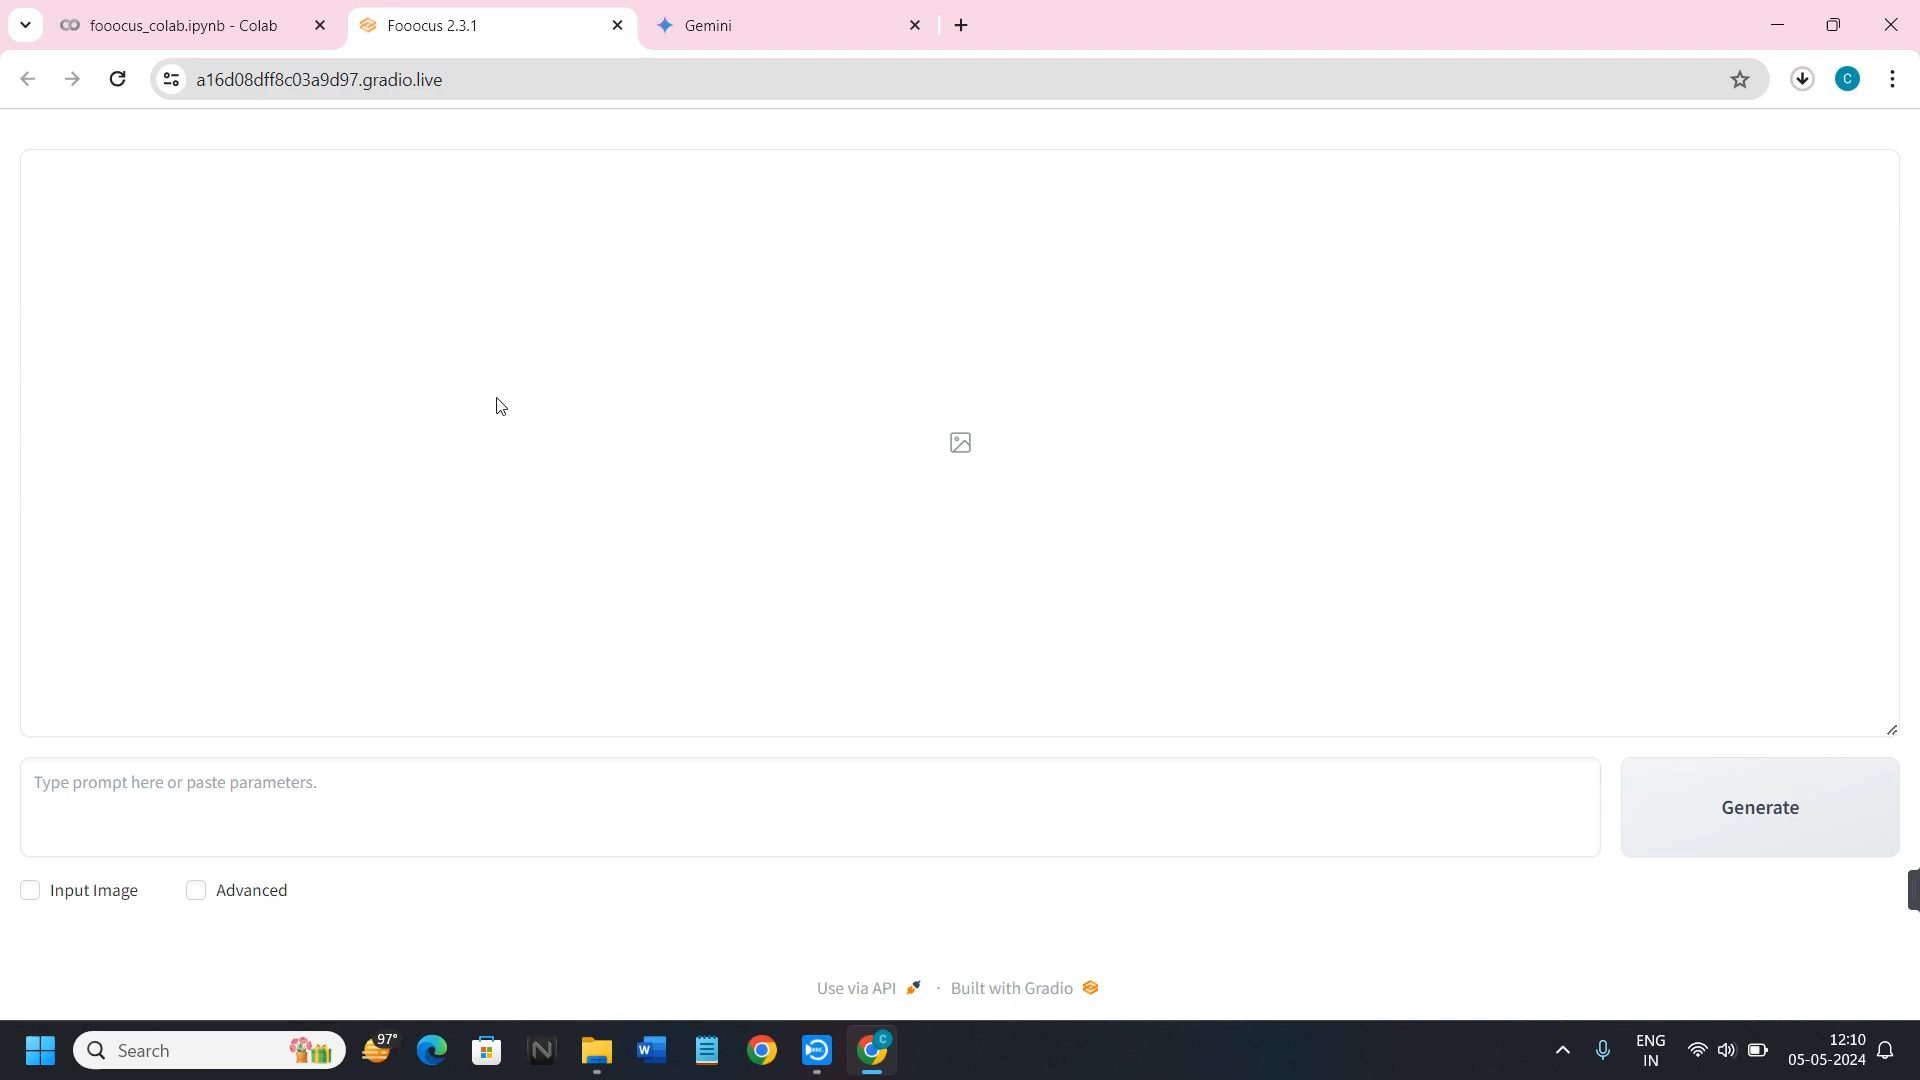 fooocus_colab.ipynb - Colab
Fooocus 2.3.1
Gemini
a16d08dff8c03a9d97.gradio.live
C
Type prompt here or paste parameters.
Generate
Input Image
Advanced
Use via API
· Built with Gradio
Search
97°
W
N
C
ENG
IN
12:10
05-05-2024